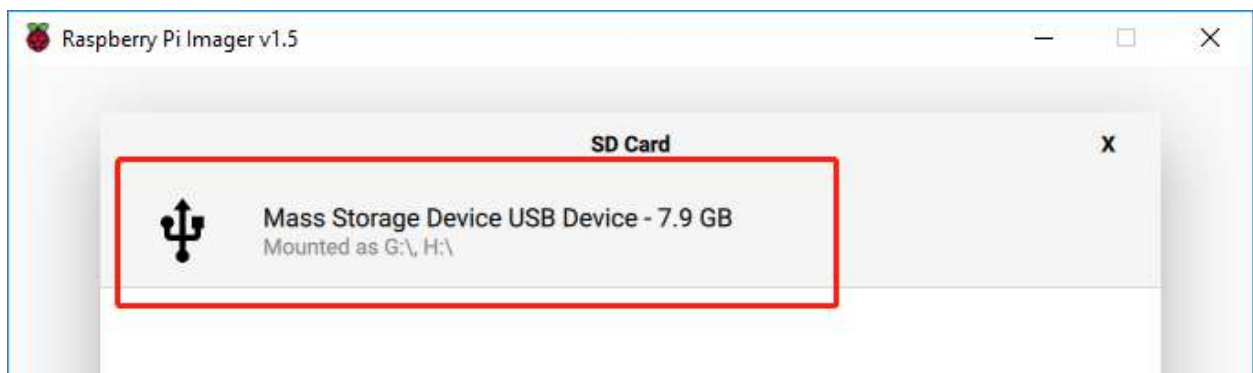 Raspberry Pi Imager v1.5
SD Card
X
Mass Storage Device USB Device - 7.9 GB
Mounted as G:\, H:\